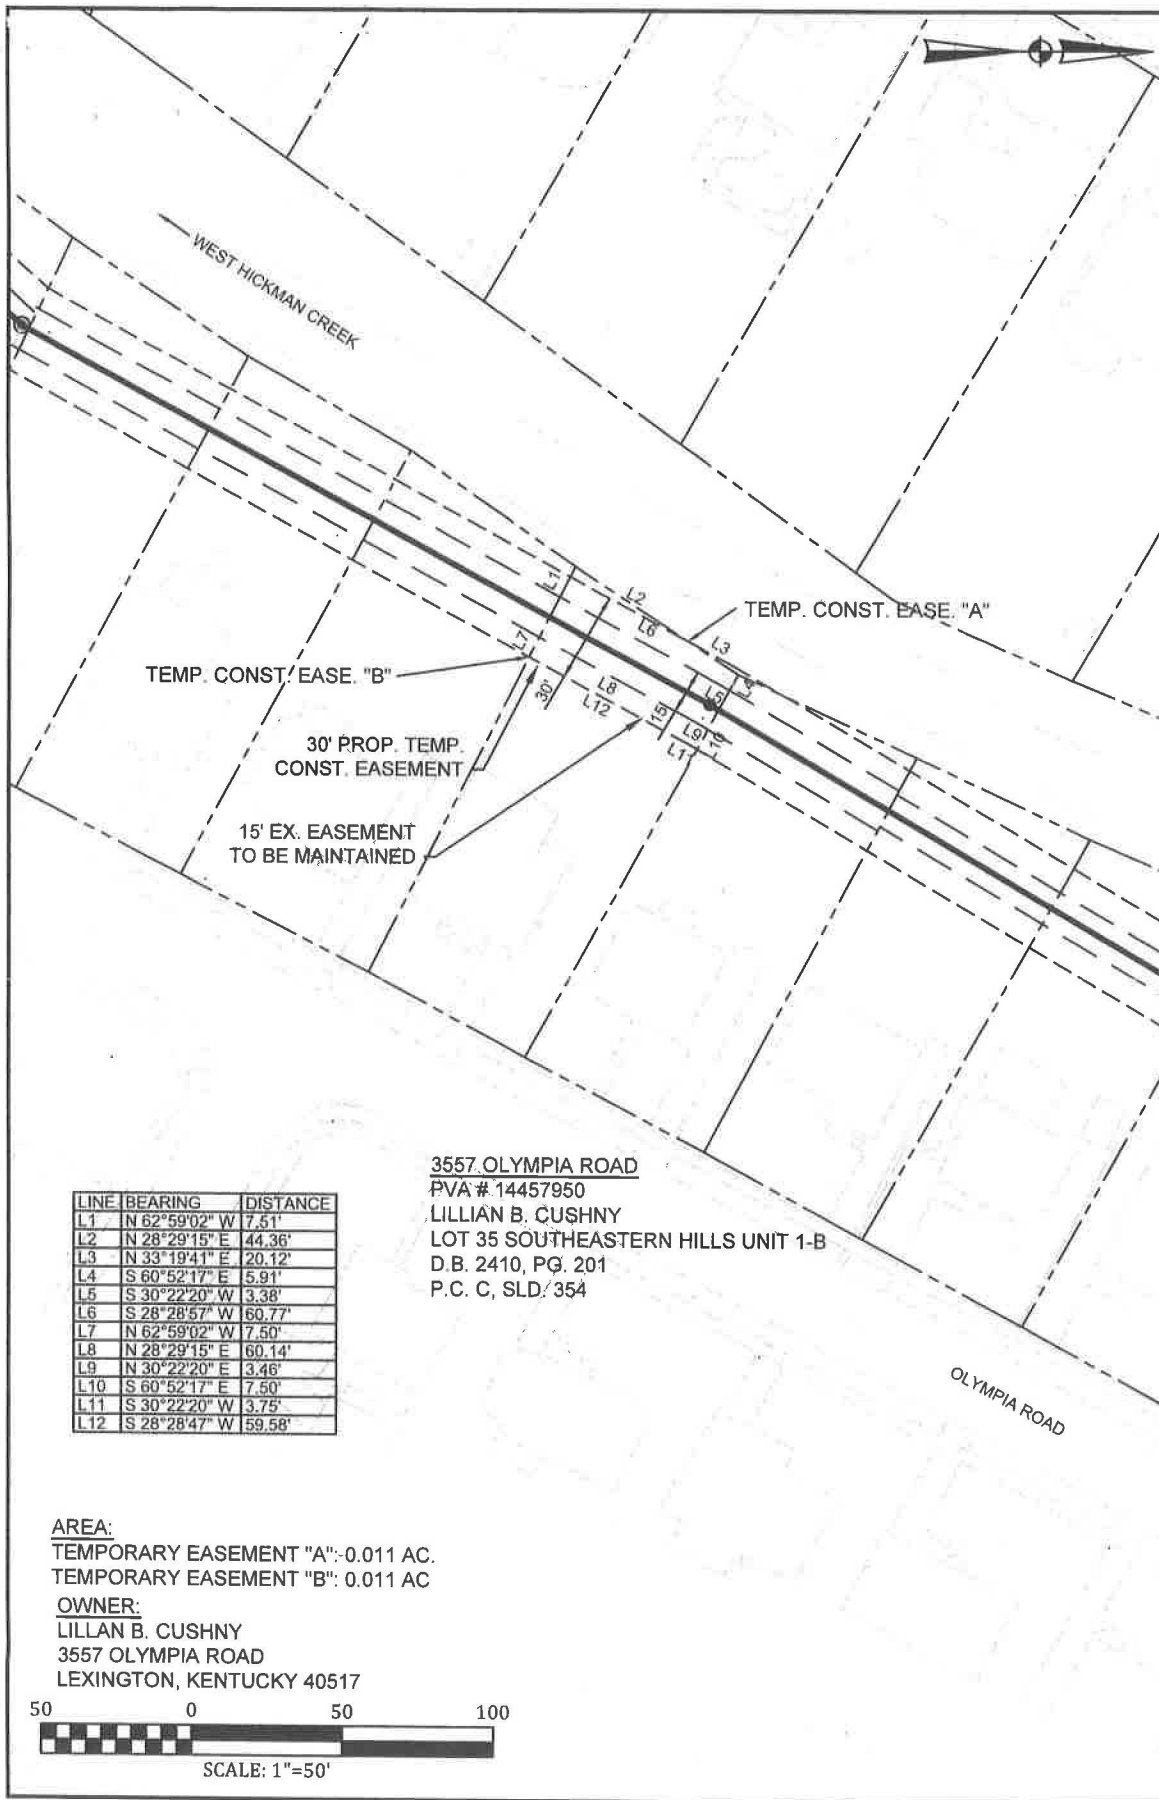 WEST HICKMAN CREEK
L1
L2
L6
L3
TEMP. CONST. EASE. "A"
L7
TEMP. CONST. EASE. "B"
30'
L8
L12
L4
L5
15'
L9
10
L1
30' PROP. TEMP.
CONST. EASEMENT
15' EX. EASEMENT
TO BE MAINTAINED
3557 OLYMPIA ROAD
PVA # 14457950
LILLIAN B. CUSHNY
LOT 35 SOUTHEASTERN HILLS UNIT 1-B
D.B. 2410, PG. 201
P.C. C, SLD. 354
LINE BEARING DISTANCE
L1 N 62°59'02" W 7.51'
L2 N 28°29'15" E 44.36'
L3 N 33°19'41" E 20.12'
L4 S 60°52'17" E 5.91'
L5 S 30°22'20" W 3.38'
L6 S 28°28'57" W 60.77'
L7 N 62°59'02" W 7.50'
L8 N 28°29'15" E 60.14'
L9 N 30°22'20" E 3.46'
L10 S 60°52'17" E 7.50'
L11 S 30°22'20" W 3.75'
L12 S 28°28'47" W 59.58'
OLYMPIA ROAD
AREA:
TEMPORARY EASEMENT "A": 0.011 AC.
TEMPORARY EASEMENT "B": 0.011 AC
OWNER:
LILLAN B. CUSHNY
3557 OLYMPIA ROAD
LEXINGTON, KENTUCKY 40517
50 0 50 100
SCALE: 1"=50'